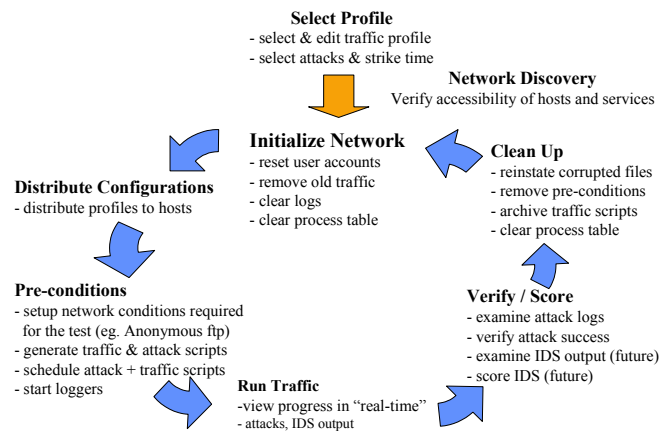 Select Profile
- select & edit traffic profile
- select attacks & strike time
Network Discovery
Verify accessibility of hosts and services
Initialize Network
- reset user accounts
- remove old traffic
- clear logs
- clear process table
Distribute Configurations
- distribute profiles to hosts
Pre-conditions
- setup network conditions required
for the test (eg. Anonymous ftp)
- generate traffic & attack scripts
- schedule attack + traffic scripts
- start loggers
Run Traffic
-view progress in “real-time”
- attacks, IDS output
Verify / Score
- examine attack logs
- verify attack success
- examine IDS output (future)
- score IDS (future)
Clean Up
- reinstate corrupted files
- remove pre-conditions
- archive traffic scripts
- clear process table